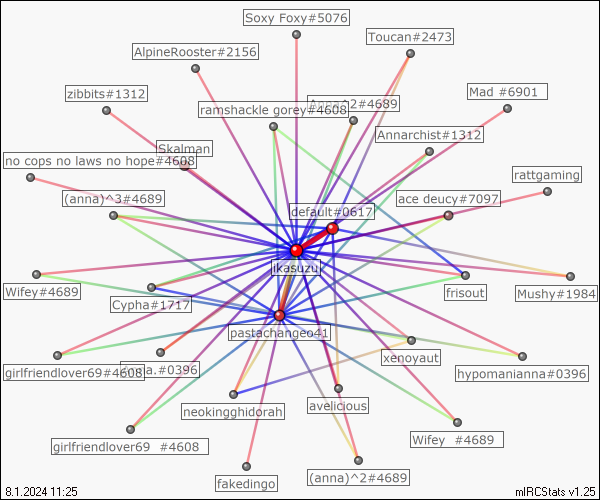 Soxy Foxy#5076
Toucan#2473
AlpineRooster#2156
zibbits#1312
Mad #6901
ramshackle gorey#4608
^2#4689
Annarchist#1312
Skalman
no cops no laws no hope#4608
rattgaming
(anna)^3#4689
ace deucy#7097
default#0617
ikasuzu
Wifey#4689
Cypha#1717
frisout
Mushy#1984
pastachangeo41
xenoyaut
girlfriendlover69#4608
#0396
hypomanianna#0396
neokingghidorah
avelicious
girlfriendlover69 #4608
Wifey #4689
fakedingo
(anna)^2#4689
8.1.2024 11:25
mIRCStats v1.25